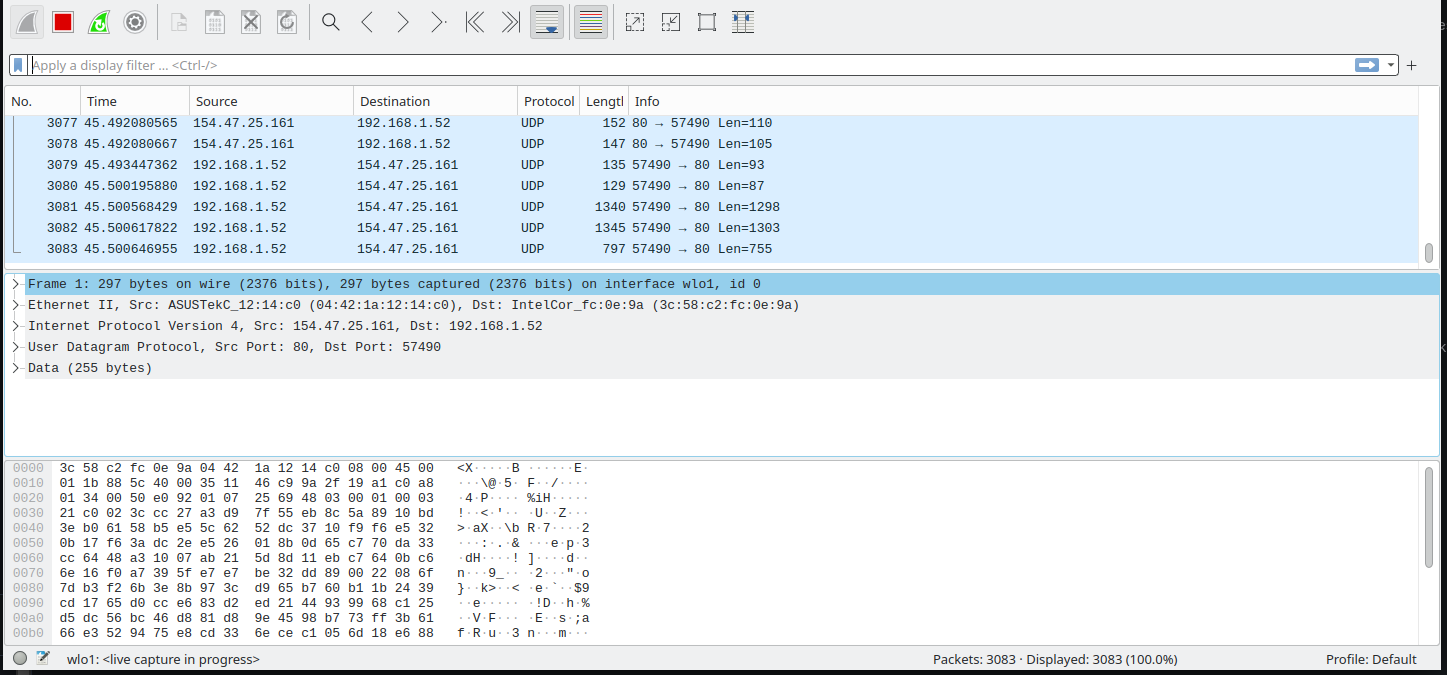 Apply a display filter ... <Ctrl-/>
+
No. Time Source Destination Protocol Lengtl Info
3077 45.492080565 154.47.25.161 192.168.1.52 UDP 152 80 → 57490 Len=110
3078 45.492080667 154.47.25.161 192.168.1.52 UDP 147 80 → 57490 Len=105
3079 45.493447362 192.168.1.52 154.47.25.161 UDP 135 57490 → 80 Len=93
3080 45.500195880 192.168.1.52 154.47.25.161 UDP 129 57490 → 80 Len=87
3081 45.500568429 192.168.1.52 154.47.25.161 UDP 1340 57490 → 80 Len=1298
3082 45.500617822 192.168.1.52 154.47.25.161 UDP 1345 57490 → 80 Len=1303
3083 45.500646955 192.168.1.52 154.47.25.161 UDP 797 57490 → 80 Len=755
Frame 1: 297 bytes on wire (2376 bits), 297 bytes captured (2376 bits) on interface wlo1, id 0
Ethernet II, Src: ASUSTekC_12:14:c0 (04:42:1a:12:14:c0), Dst: IntelCor_fc:0e:9a (3c:58:c2:fc:0e:9a)
Internet Protocol Version 4, Src: 154.47.25.161, Dst: 192.168.1.52
User Datagram Protocol, Src Port: 80, Dst Port: 57490
Data (255 bytes)
0000 3c 58 c2 fc 0e 9a 04 42 1a 12 14 c0 08 00 45 00 <X·····B ······E·
0010 01 1b 88 5c 40 00 35 11 46 c9 9a 2f 19 a1 c0 a8 ···\@·5· F··/····
0020 01 34 00 50 e0 92 01 07 25 69 48 03 00 01 00 03 ·4·P···· %iH·····
0030 21 c0 02 3c cc 27 a3 d9 7f 55 eb 8c 5a 89 10 bd !··<·'·· ·U··Z···
0040 3e b0 61 58 b5 e5 5c 62 52 dc 37 10 f9 f6 e5 32 >·aX··\b R·7····2
0050 0b 17 f6 3a dc 2e e5 26 01 8b 0d 65 c7 70 da 33 ···:·.·& ···e·p·3
0060 cc 64 48 a3 10 07 ab 21 5d 8d 11 eb c7 64 0b c6 ·dH····! ]····d··
0070 6e 16 f0 a7 39 5f e7 e7 be 32 dd 89 00 22 08 6f n···9_·· ·2···"·o
0080 7d b3 f2 6b 3e 8b 97 3c d9 65 b7 60 b1 1b 24 39 }··k>··< ·e·`··$9
0090 cd 17 65 d0 cc e6 83 d2 ed 21 44 93 99 68 c1 25 ··e····· ·!D··h·%
00a0 d5 dc 56 bc 46 d8 81 d8 9e 45 98 b7 73 ff 3b 61 ··V·F··· ·E··s·;a
00b0 66 e3 52 94 75 e8 cd 33 6e ce c1 05 6d 18 e6 88 f·R·u··3 n···m···
wlo1: <live capture in progress> Packets: 3083 · Displayed: 3083 (100.0%) Profile: Default